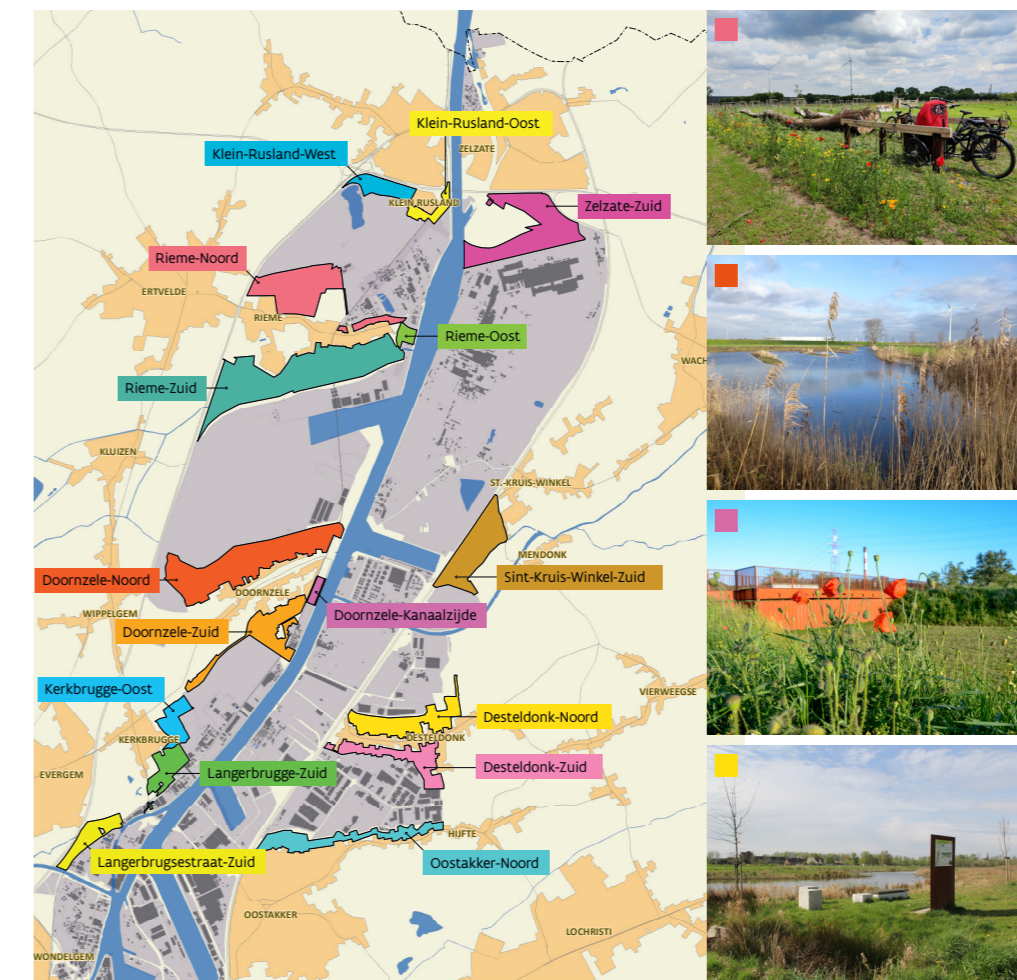 Klein-Rusland-Oost
ZELZATE
Klein-Rusland-West
KLEIN RUSLAND
Zelzate-Zuid
Rieme-Noord
ERTVELDE
RIEME
Rieme-Oost
WACH
Rieme-Zuid
KLUIZEN
ST.-KRUIS-WINKEL
MENDONK
Doornzele-Noord
Sint-Kruis-Winkel-Zuid
DOORNZELE
WIPPELGEM
Doornzele-Kanaalzijde
Doornzele-Zuid
Kerkbrugge-Oost
VIERWEEGSE
Desteldonk-Noord
KERKBRUGGE
DESTELDONK
Desteldonk-Zuid
EVERGEM
Langerbrugge-Zuid
HIJFTE
Langerbrugsestraat-Zuid
Oostakker-Noord
OOSTAKKER
LOCHRISTI
WONDELGEM